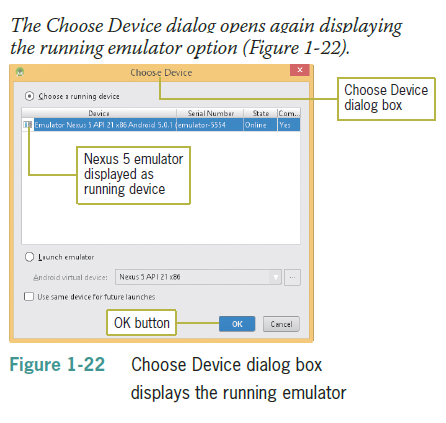 The Choose Device dialog opens again displaying
the running emulator option (Figure 1-22).
Choose Device
Choose a running device
Choose Device
dialog box
Device Serial Number State Com...
Emulator Nexus 5 API 21 x86 Android 5.0.1 emulator-5554 Online Yes
Nexus 5 emulator
displayed as
running device
Launch emulator
Android virtual device: Nexus 5 API 21 x86 ...
Use same device for future launches
OK button
OK Cancel
Figure 1-22 Choose Device dialog box
displays the running emulator